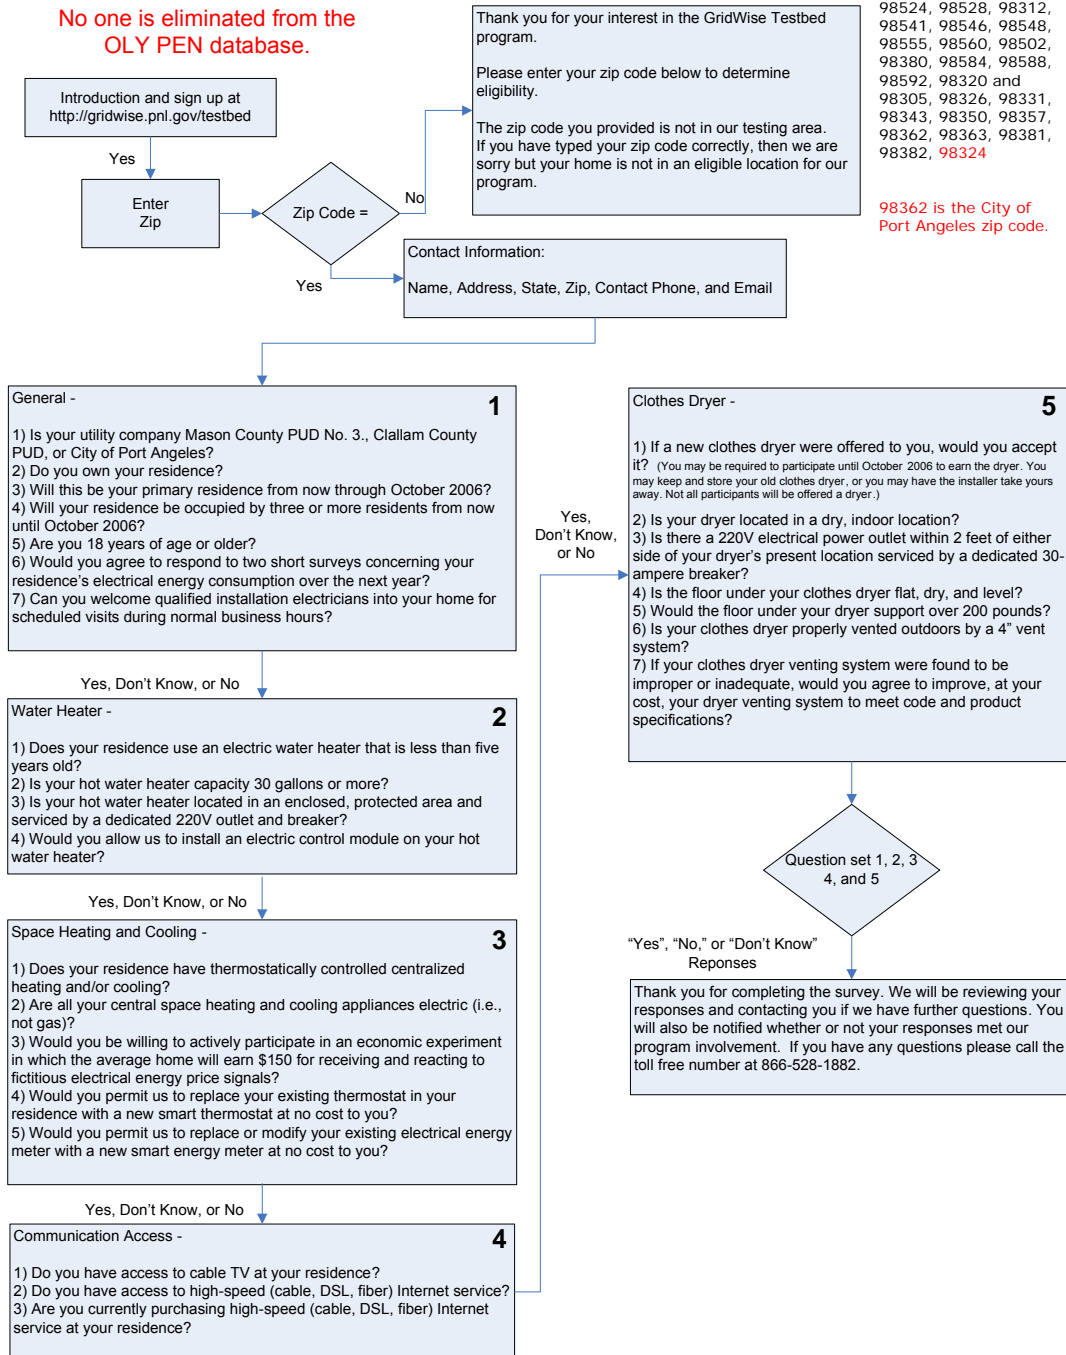 No one is eliminated from the
OLY PEN database.
Introduction and sign up at
http://gridwise.pnl.gov/testbed
Yes
Enter
Zip
Zip Code =
No
Yes
Thank you for your interest in the GridWise Testbed
program.
Please enter your zip code below to determine
eligibility.
The zip code you provided is not in our testing area.
If you have typed your zip code correctly, then we are
sorry but your home is not in an eligible location for our
program.
98524, 98528, 98312,
98541, 98546, 98548,
98555, 98560, 98502,
98380, 98584, 98588,
98592, 98320 and
98305, 98326, 98331,
98343, 98350, 98357,
98362, 98363, 98381,
98382, 98324
98362 is the City of
Port Angeles zip code.
Contact Information:
Name, Address, State, Zip, Contact Phone, and Email
General -
1
1) Is your utility company Mason County PUD No. 3., Clallam County
PUD, or City of Port Angeles?
2) Do you own your residence?
3) Will this be your primary residence from now through October 2006?
4) Will your residence be occupied by three or more residents from now
until October 2006?
5) Are you 18 years of age or older?
6) Would you agree to respond to two short surveys concerning your
residence's electrical energy consumption over the next year?
7) Can you welcome qualified installation electricians into your home for
scheduled visits during normal business hours?
Yes, Don't Know, or No
Water Heater -
2
1) Does your residence use an electric water heater that is less than five
years old?
2) Is your hot water heater capacity 30 gallons or more?
3) Is your hot water heater located in an enclosed, protected area and
serviced by a dedicated 220V outlet and breaker?
4) Would you allow us to install an electric control module on your hot
water heater?
Yes, Don't Know, or No
Space Heating and Cooling -
3
1) Does your residence have thermostatically controlled centralized
heating and/or cooling?
2) Are all your central space heating and cooling appliances electric (i.e.,
not gas)?
3) Would you be willing to actively participate in an economic experiment
in which the average home will earn $150 for receiving and reacting to
fictitious electrical energy price signals?
4) Would you permit us to replace your existing thermostat in your
residence with a new smart thermostat at no cost to you?
5) Would you permit us to replace or modify your existing electrical energy
meter with a new smart energy meter at no cost to you?
Yes, Don't Know, or No
Communication Access -
4
1) Do you have access to cable TV at your residence?
2) Do you have access to high-speed (cable, DSL, fiber) Internet service?
3) Are you currently purchasing high-speed (cable, DSL, fiber) Internet
service at your residence?
Yes,
Don't Know,
or No
Clothes Dryer -
5
1) If a new clothes dryer were offered to you, would you accept
it? (You may be required to participate until October 2006 to earn the dryer. You
may keep and store your old clothes dryer, or you may have the installer take yours
away. Not all participants will be offered a dryer.)
2) Is your dryer located in a dry, indoor location?
3) Is there a 220V electrical power outlet within 2 feet of either
side of your dryer's present location serviced by a dedicated 30-
ampere breaker?
4) Is the floor under your clothes dryer flat, dry, and level?
5) Would the floor under your dryer support over 200 pounds?
6) Is your clothes dryer properly vented outdoors by a 4" vent
system?
7) If your clothes dryer venting system were found to be
improper or inadequate, would you agree to improve, at your
cost, your dryer venting system to meet code and product
specifications?
Question set 1, 2, 3
4, and 5
"Yes", "No," or "Don't Know"
Reponses
Thank you for completing the survey. We will be reviewing your
responses and contacting you if we have further questions. You
will also be notified whether or not your responses met our
program involvement.  If you have any questions please call the
toll free number at 866-528-1882.